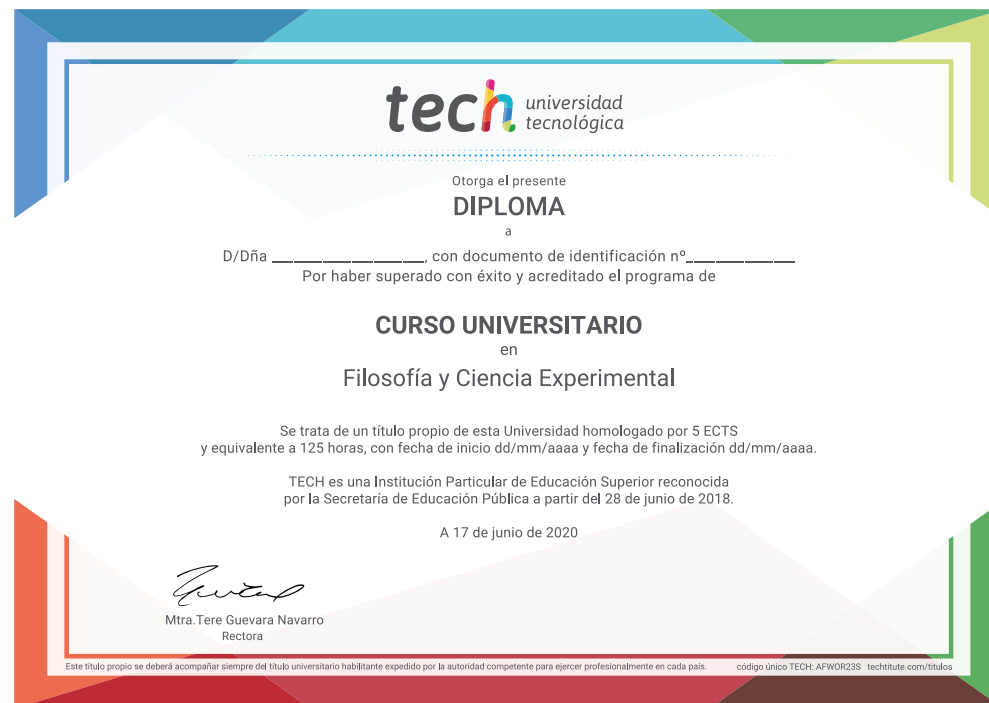 tech universidad
tecnológica
Otorga el presente
DIPLOMA
a
D/Dña ______________, con documento de identificación nº__________
Por haber superado con éxito y acreditado el programa de
CURSO UNIVERSITARIO
en
Filosofía y Ciencia Experimental
Se trata de un título propio de esta Universidad homologado por 5 ECTS
y equivalente a 125 horas, con fecha de inicio dd/mm/aaaa y fecha de finalización dd/mm/aaaa.
TECH es una Institución Particular de Educación Superior reconocida
por la Secretaría de Educación Pública a partir del 28 de junio de 2018.
A 17 de junio de 2020
Mtra.Tere Guevara Navarro
Rectora
Este título propio se deberá acompañar siempre del título universitario habilitante expedido por la autoridad competente para ejercer profesionalmente en cada país.
código único TECH: AFWOR23S techtitute.com/titulos